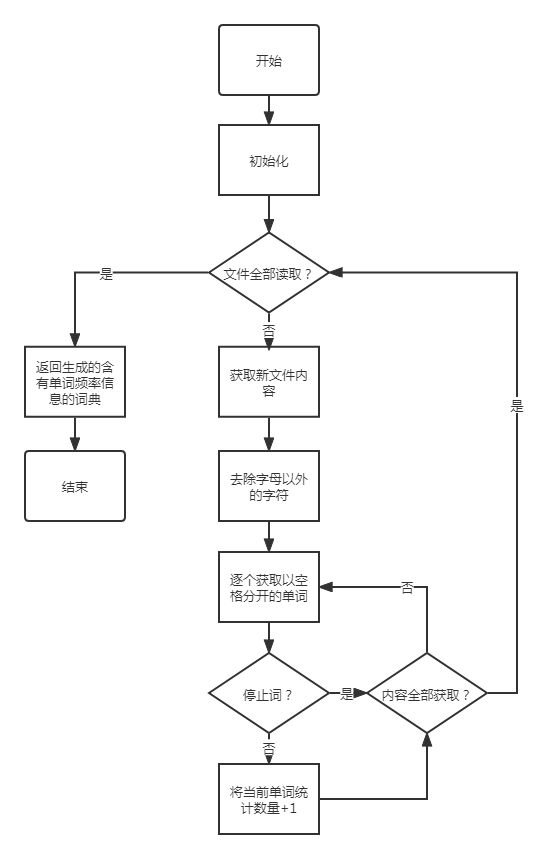 开始
初始化
文件全部读取？
是
否
返回生成的含
有单词频率信
息的词典
获取新文件内
容
是
去除字母以外
的字符
结束
逐个获取以空
格分开的单词
否
停止词？
是
内容全部获取？
否
将当前单词统
计数量+1